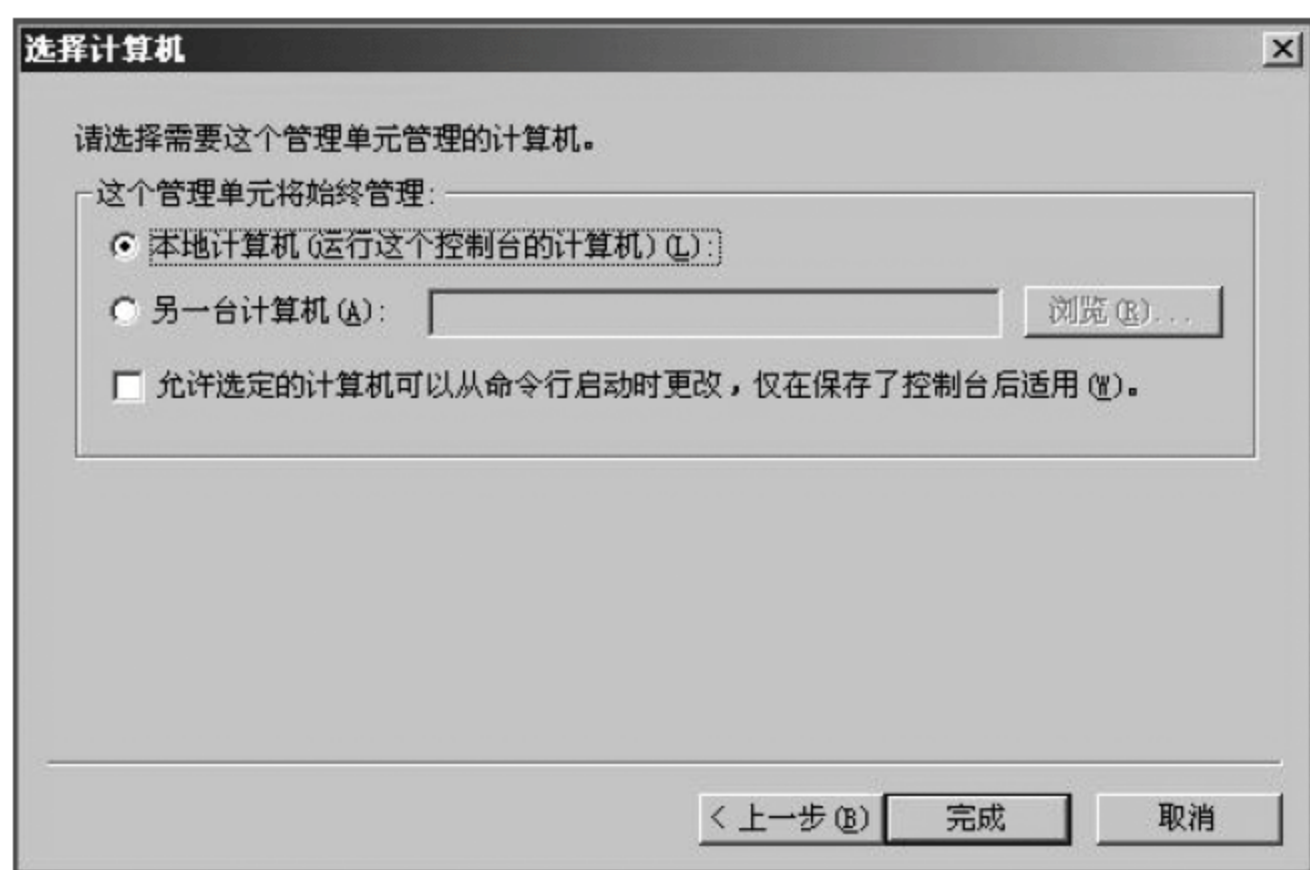 选择计算机
请选择需要这个管理单元管理的计算机。
这个管理单元将始终管理:
本地计算机(运行这个控制台的计算机)(L):
另一台计算机(A):
浏览(R)...
允许选定的计算机可以从命令行启动时更改，仅在保存了控制台后适用(W)。
< 上一步(B) 完成 取消